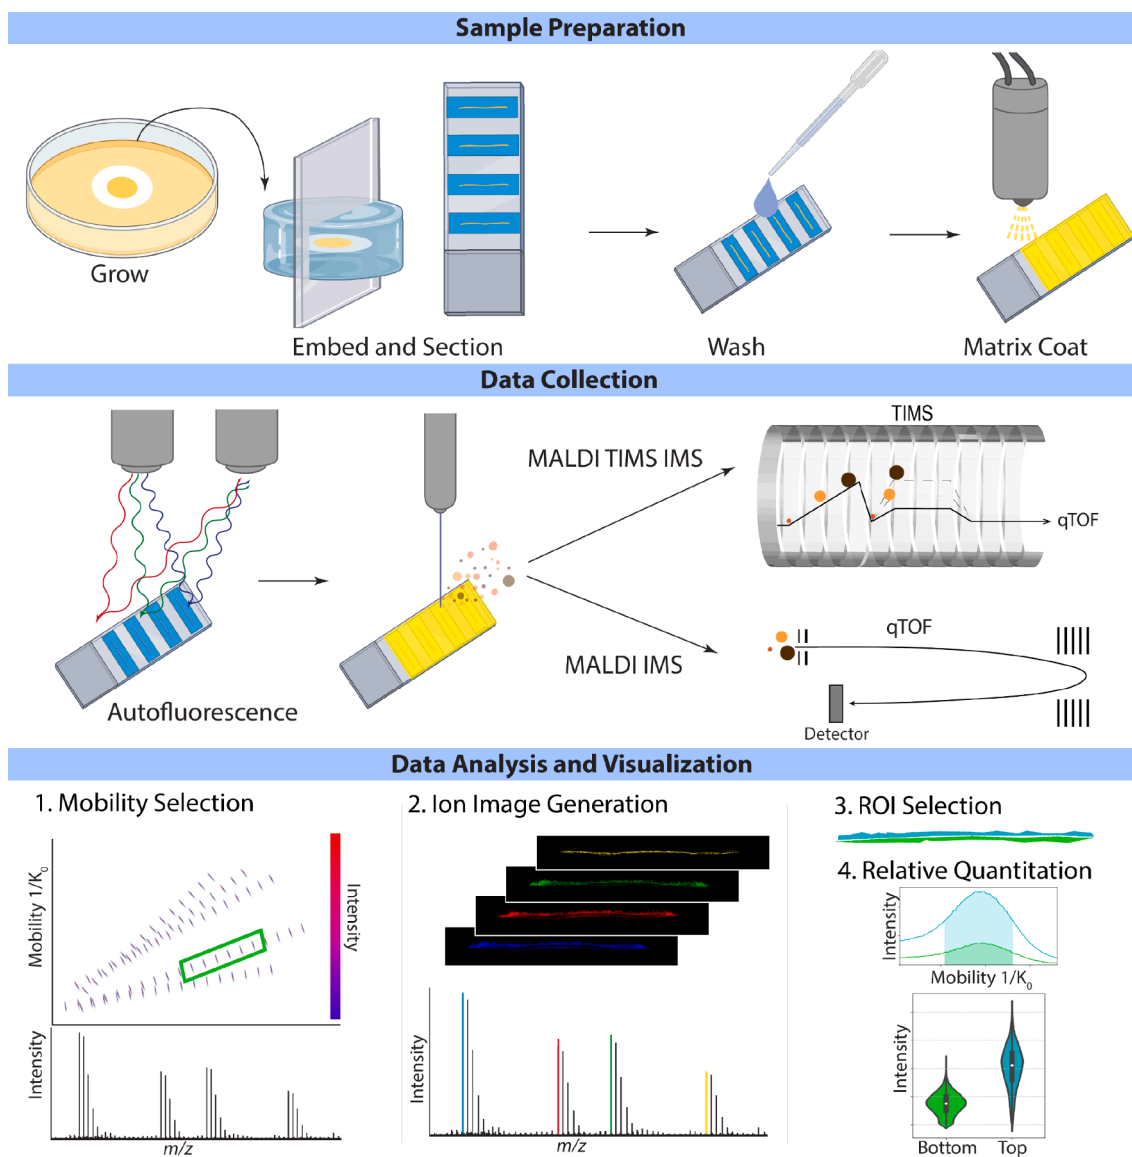 Sample Preparation
Grow
Embed and Section
Wash
Matrix Coat
Data Collection
Autofluorescence
MALDI TIMS IMS
TIMS
qTOF
MALDI IMS
qTOF
Detector
Data Analysis and Visualization
1. Mobility Selection
Mobility 1/K0
Intensity
Intensity
m/z
2. Ion Image Generation
Intensity
m/z
3. ROI Selection
4. Relative Quantitation
Intensity
Mobility 1/K0
Intensity
Bottom Top